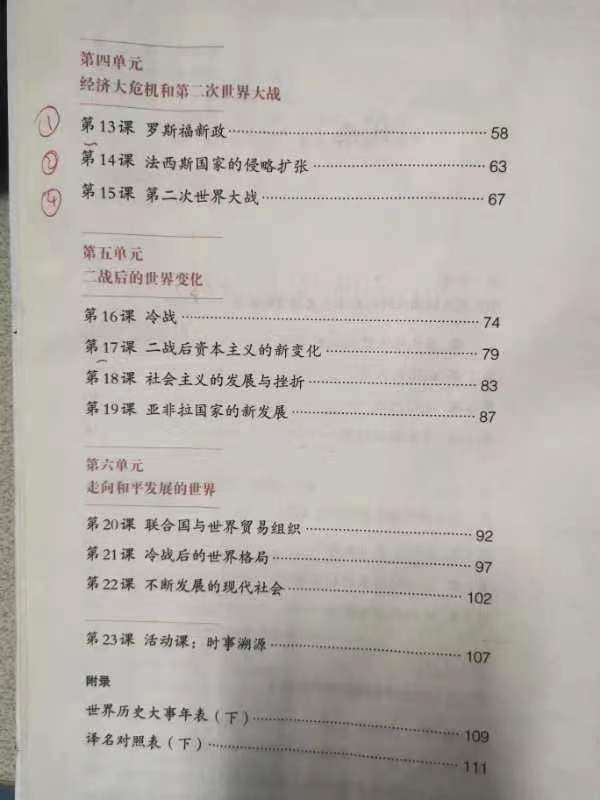 第四单元
经济大危机和第二次世界大战
① 第13课 罗斯福新政 58
② 第14课 法西斯国家的侵略扩张 63
④ 第15课 第二次世界大战 67
第五单元
二战后的世界变化
第16课 冷战 74
第17课 二战后资本主义的新变化 79
第18课 社会主义的发展与挫折 83
第19课 亚非拉国家的新发展 87
第六单元
走向和平发展的世界
第20课 联合国与世界贸易组织 92
第21课 冷战后的世界格局 97
第22课 不断发展的现代社会 102
第23课 活动课：时事溯源 107
附录
世界历史大事年表（下） 109
译名对照表（下） 111